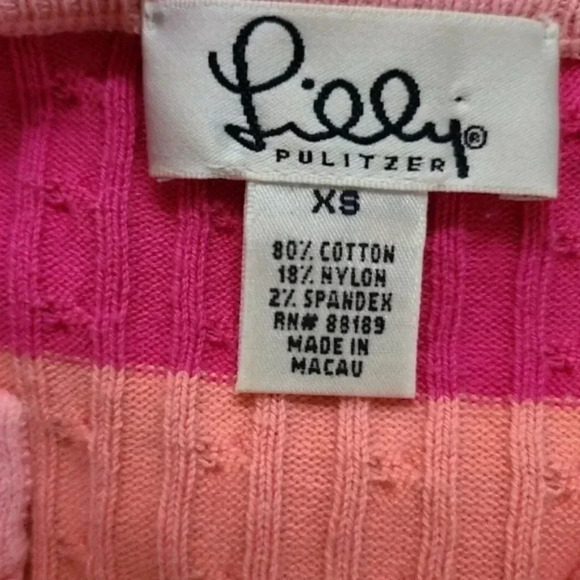 Lilly®
PULITZER
XS
80% COTTON
18% NYLON
2% SPANDEX
RN# 88189
MADE IN
MACAU